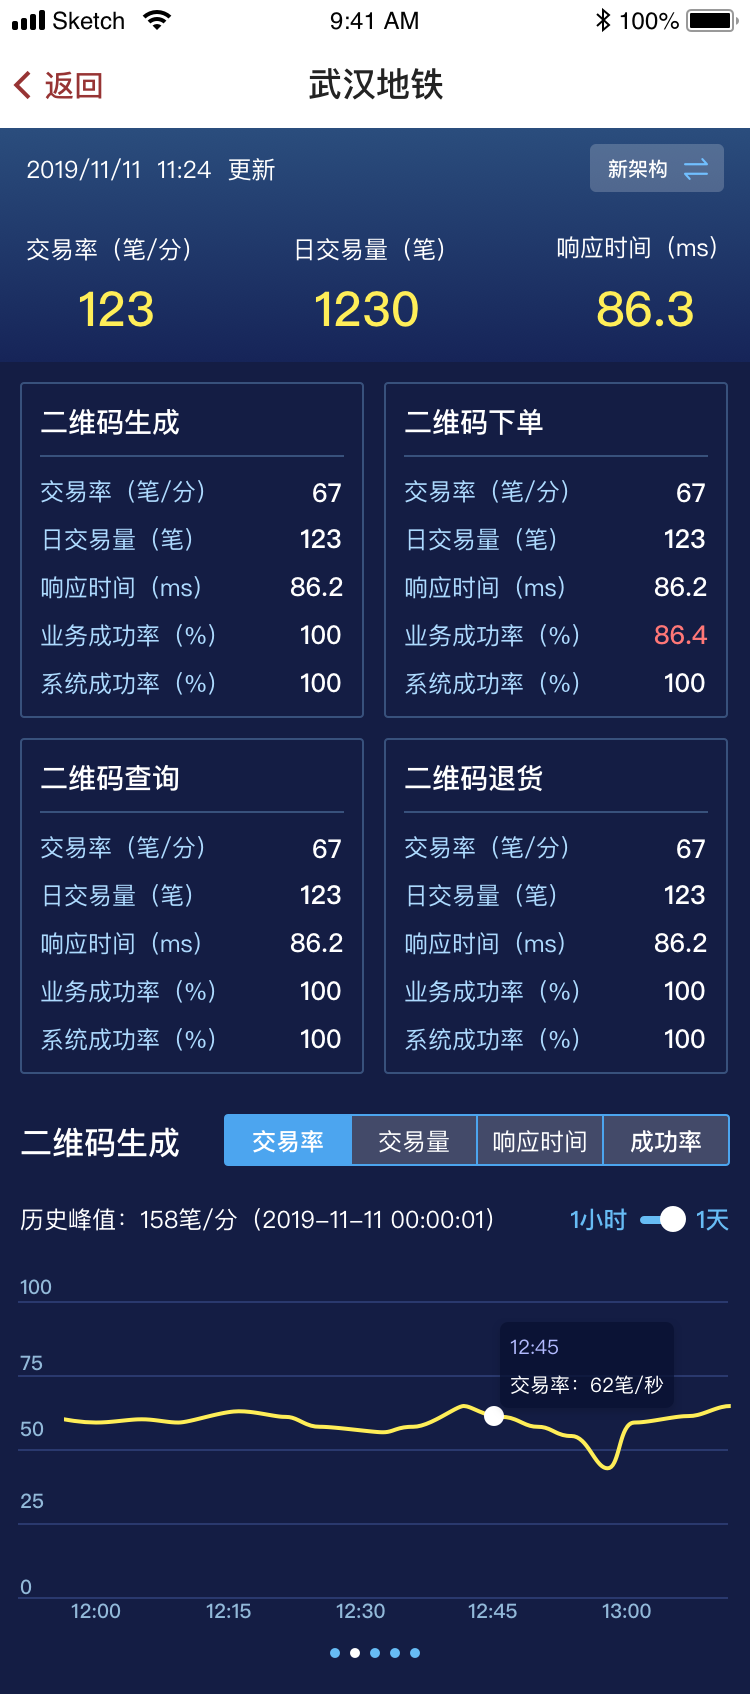 Sketch 9:41 AM 100%
返回 武汉地铁
2019/11/11 11:24 更新 新架构
交易率（笔/分） 日交易量（笔） 响应时间（ms）
123 1230 86.3
二维码生成
交易率（笔/分） 67
日交易量（笔） 123
响应时间（ms） 86.2
业务成功率（%） 100
系统成功率（%） 100
二维码下单
交易率（笔/分） 67
日交易量（笔） 123
响应时间（ms） 86.2
业务成功率（%） 86.4
系统成功率（%） 100
二维码查询
交易率（笔/分） 67
日交易量（笔） 123
响应时间（ms） 86.2
业务成功率（%） 100
系统成功率（%） 100
二维码退货
交易率（笔/分） 67
日交易量（笔） 123
响应时间（ms） 86.2
业务成功率（%） 100
系统成功率（%） 100
二维码生成 交易率 交易量 响应时间 成功率
历史峰值：158笔/分（2019-11-11 00:00:01） 1小时 1天
100
75
50
25
0
12:45
交易率：62笔/秒
12:00 12:15 12:30 12:45 13:00